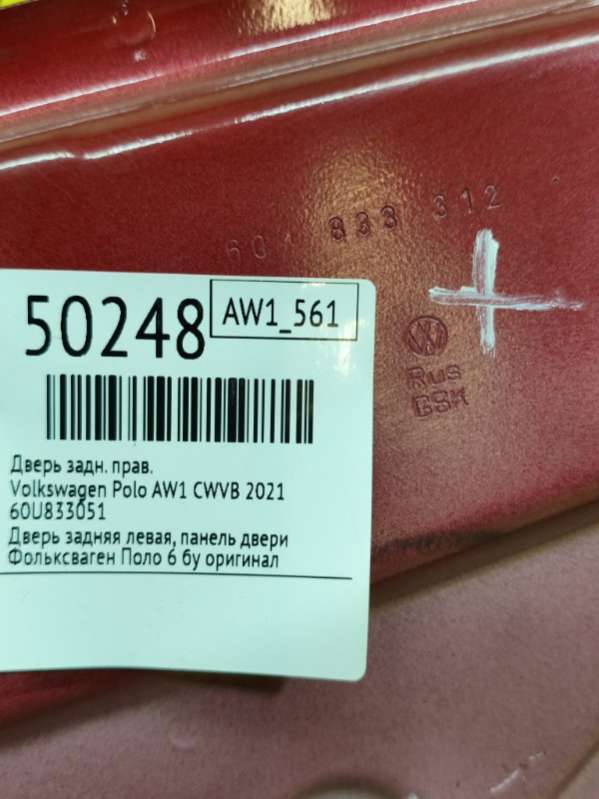 601 833 312
Rus
GSK
50248
AW1_561
Дверь задн. прав.
Volkswagen Polo AW1 CWVB 2021
60U833051
Дверь задняя левая, панель двери
Фольксваген Поло 6 бу оригинал